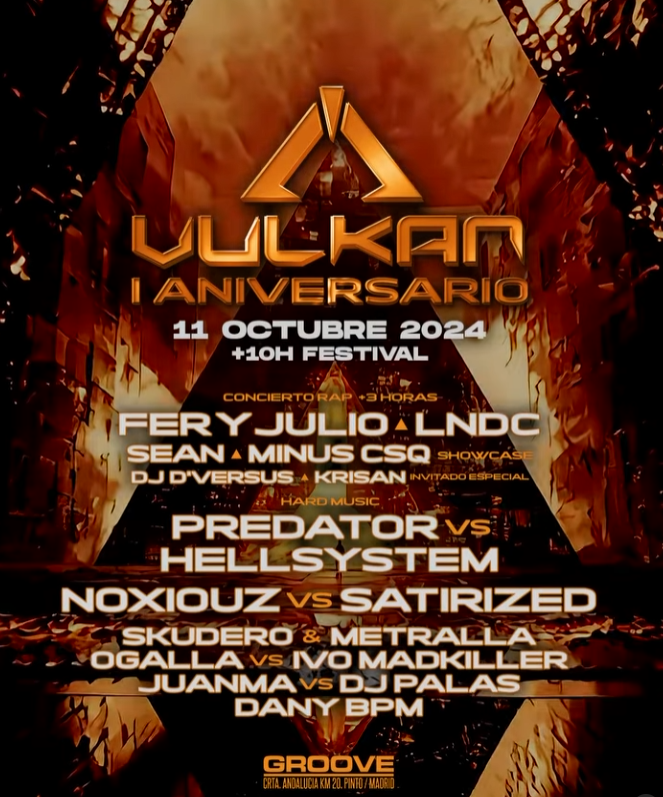 VULKAN
I ANIVERSARIO
11 OCTUBRE 2024
+10H FESTIVAL
CONCIERTO RAP +3 HORAS
FER Y JULIO ▲ LNDC
SEAN ▲ MINUS CSQ SHOWCASE
DJ D'VERSUS ▲ KRISAN INVITADO ESPECIAL
HARD MUSIC
PREDATOR VS
HELLSYSTEM
NOXIOUZ VS SATIRIZED
SKUDERO & METRALLA
OGALLA VS IVO MADKILLER
JUANMA VS DJ PALAS
DANY BPM
GROOVE
CRTA. ANDALUCIA KM 20. PINTO / MADRID